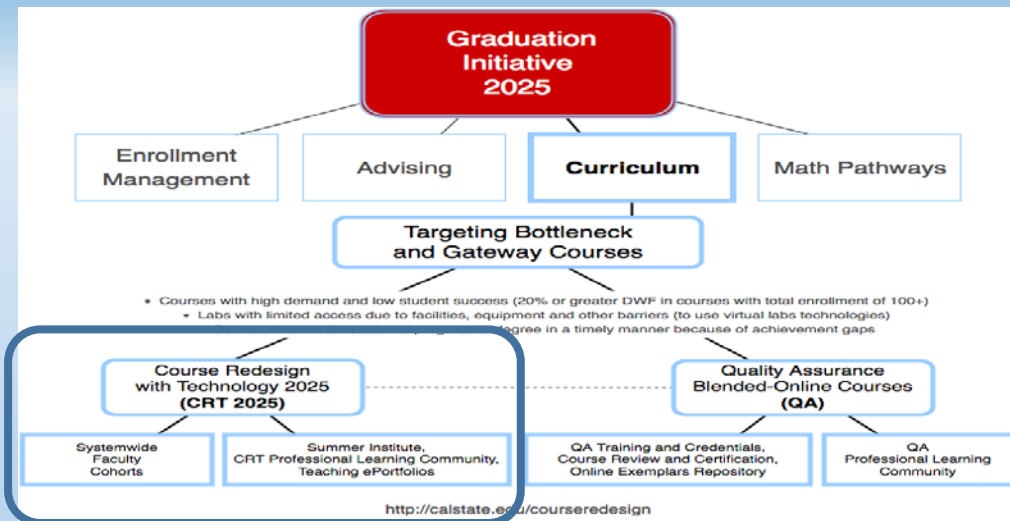 Graduation
Initiative
2025
Enrollment
Management
Advising
Curriculum
Math Pathways
Targeting Bottleneck
and Gateway Courses
• Courses with high demand and low student success (20% or greater DWF in courses with total enrollment of 100+)
• Labs with limited access due to facilities, equipment and other barriers (to use virtual labs technologies)
degree in a timely manner because of achievement gaps
Course Redesign
with Technology 2025
(CRT 2025)
Quality Assurance
Blended-Online Courses
(QA)
Systemwide
Faculty
Cohorts
Summer Institute,
CRT Professional Learning Community,
Teaching ePortfolios
QA Training and Credentials,
Course Review and Certification,
Online Exemplars Repository
QA
Professional Learning
Community
http://calstate.edu/courseredesign